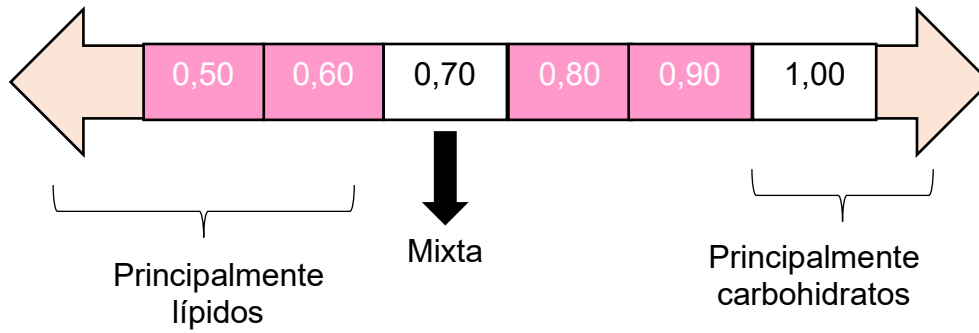 0,50 0,60 0,70 0,80 0,90 1,00
Mixta
Principalmente
lípidos
Principalmente
carbohidratos